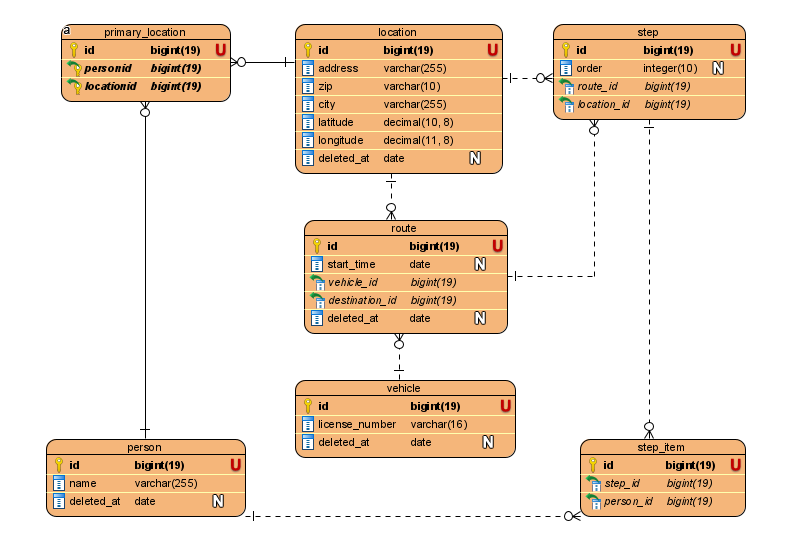 a
primary_location
id bigint(19) U
personid bigint(19)
locationid bigint(19)
location
id bigint(19) U
address varchar(255)
zip varchar(10)
city varchar(255)
latitude decimal(10, 8)
longitude decimal(11, 8)
deleted_at date N
step
id bigint(19) U
order integer(10) N
route_id bigint(19)
location_id bigint(19)
route
id bigint(19) U
start_time date N
vehicle_id bigint(19)
destination_id bigint(19)
deleted_at date N
vehicle
id bigint(19) U
license_number varchar(16)
deleted_at date N
person
id bigint(19) U
name varchar(255)
deleted_at date N
step_item
id bigint(19) U
step_id bigint(19)
person_id bigint(19)